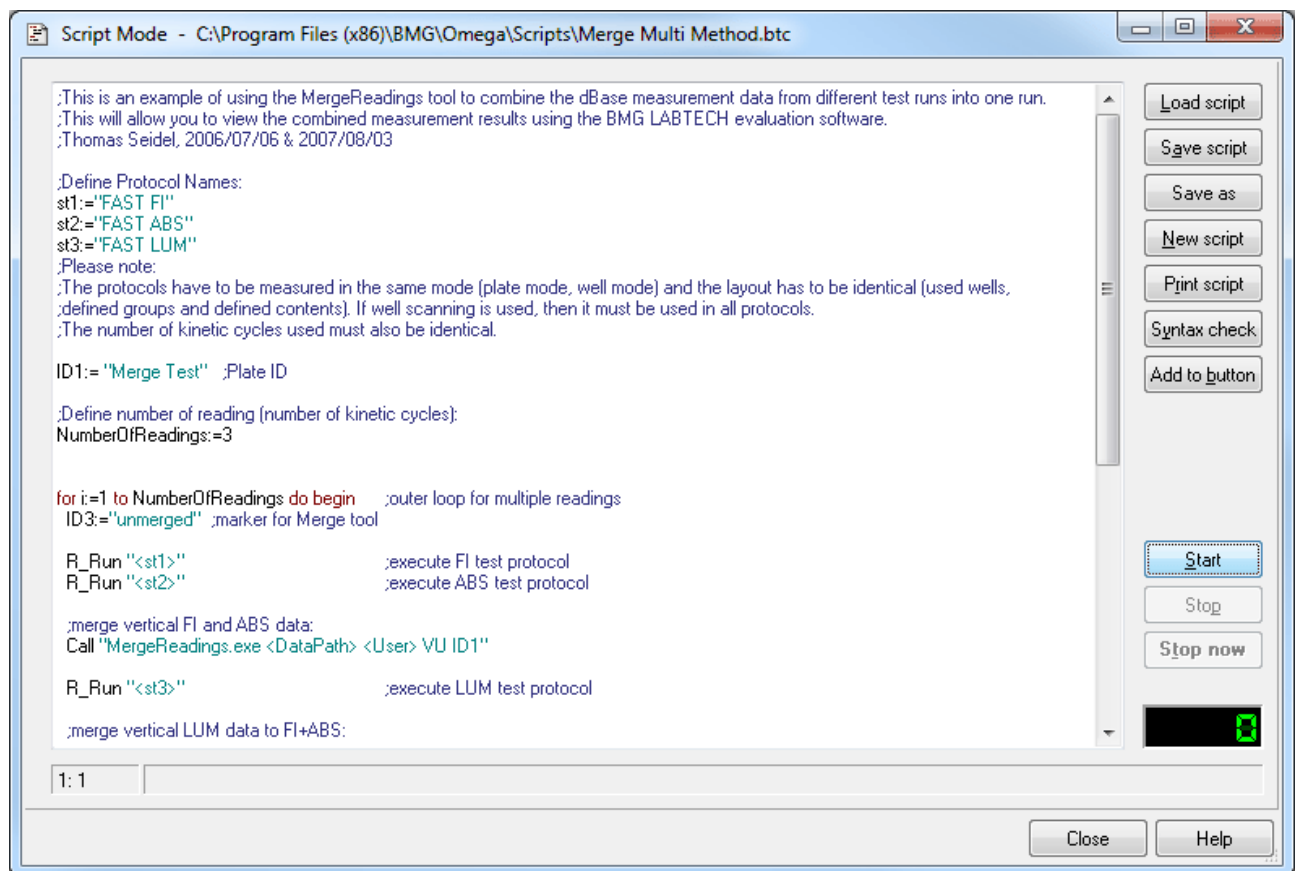 Script Mode - C:\Program Files (x86)\BMG\Omega\Scripts\Merge Multi Method.btc
;This is an example of using the MergeReadings tool to combine the dBase measurement data from different test runs into one run.
;This will allow you to view the combined measurement results using the BMG LABTECH evaluation software.
;Thomas Seidel, 2006/07/06 & 2007/08/03
;Define Protocol Names:
st1:="FAST FI"
st2:="FAST ABS"
st3:="FAST LUM"
;Please note:
;The protocols have to be measured in the same mode (plate mode, well mode) and the layout has to be identical (used wells,
;defined groups and defined contents). If well scanning is used, then it must be used in all protocols.
;The number of kinetic cycles used must also be identical.
ID1:= "Merge Test" ;Plate ID
;Define number of reading (number of kinetic cycles):
NumberOfReadings:=3
for i:=1 to NumberOfReadings do begin ;outer loop for multiple readings
ID3:="unmerged" ;marker for Merge tool
R_Run "<st1>" ;execute FI test protocol
R_Run "<st2>" ;execute ABS test protocol
;merge vertical FI and ABS data:
Call "MergeReadings.exe <DataPath> <User> VU ID1"
R_Run "<st3>" ;execute LUM test protocol
;merge vertical LUM data to FI+ABS:
Load script
Save script
Save as
New script
Print script
Syntax check
Add to button
Start
Stop
Stop now
0
1: 1
Close
Help